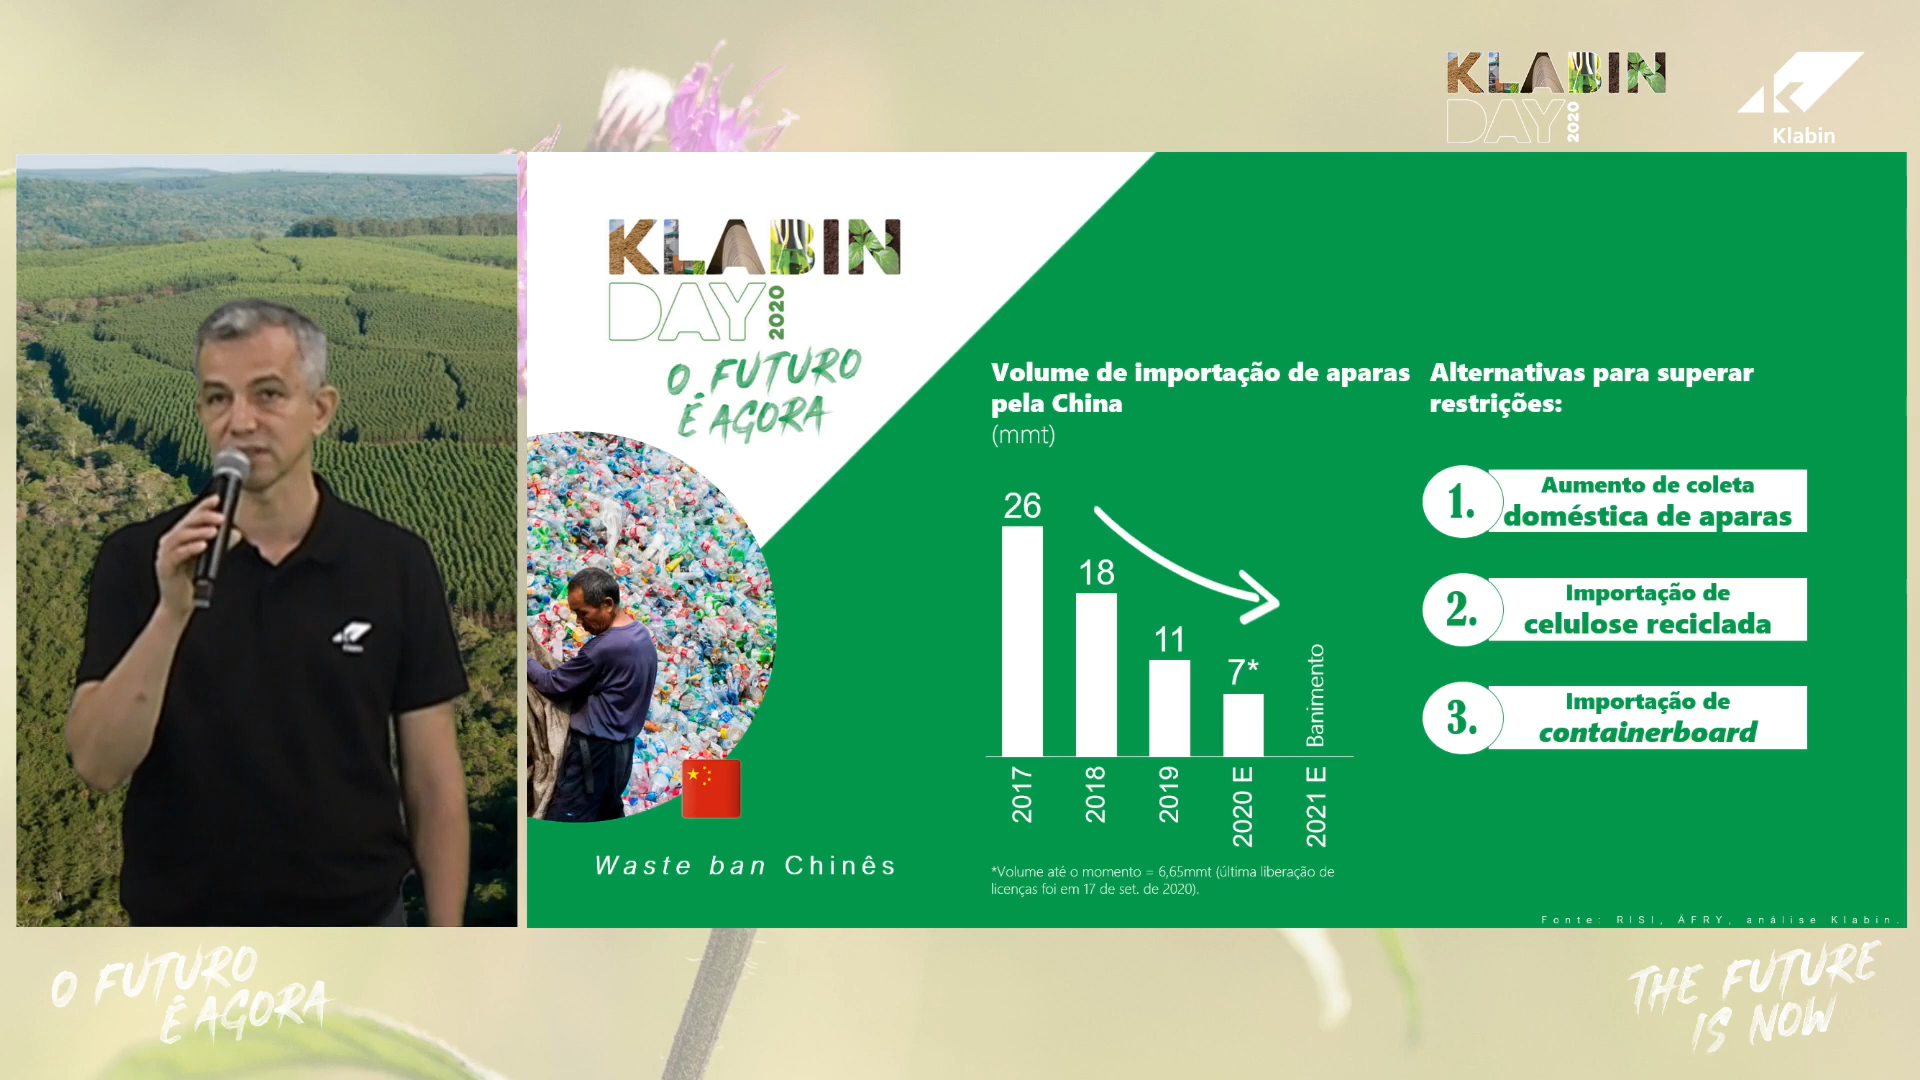 KLABIN
DAY 2020
Klabin
KLABIN
DAY 2020
O FUTURO
É AGORA
Waste ban Chinês
Volume de importação de aparas
pela China
(mmt)
26
18
11
7*
Banimento
2017
2018
2019
2020 E
2021 E
*Volume até o momento = 6,65mmt (última liberação de
licenças foi em 17 de set. de 2020).
Alternativas para superar
restrições:
1.
Aumento de coleta
doméstica de aparas
2.
Importação de
celulose reciclada
3.
Importação de
containerboard
Fonte: RISI, ÁFRY, análise Klabin.
O FUTURO
É AGORA
THE FUTURE
IS NOW